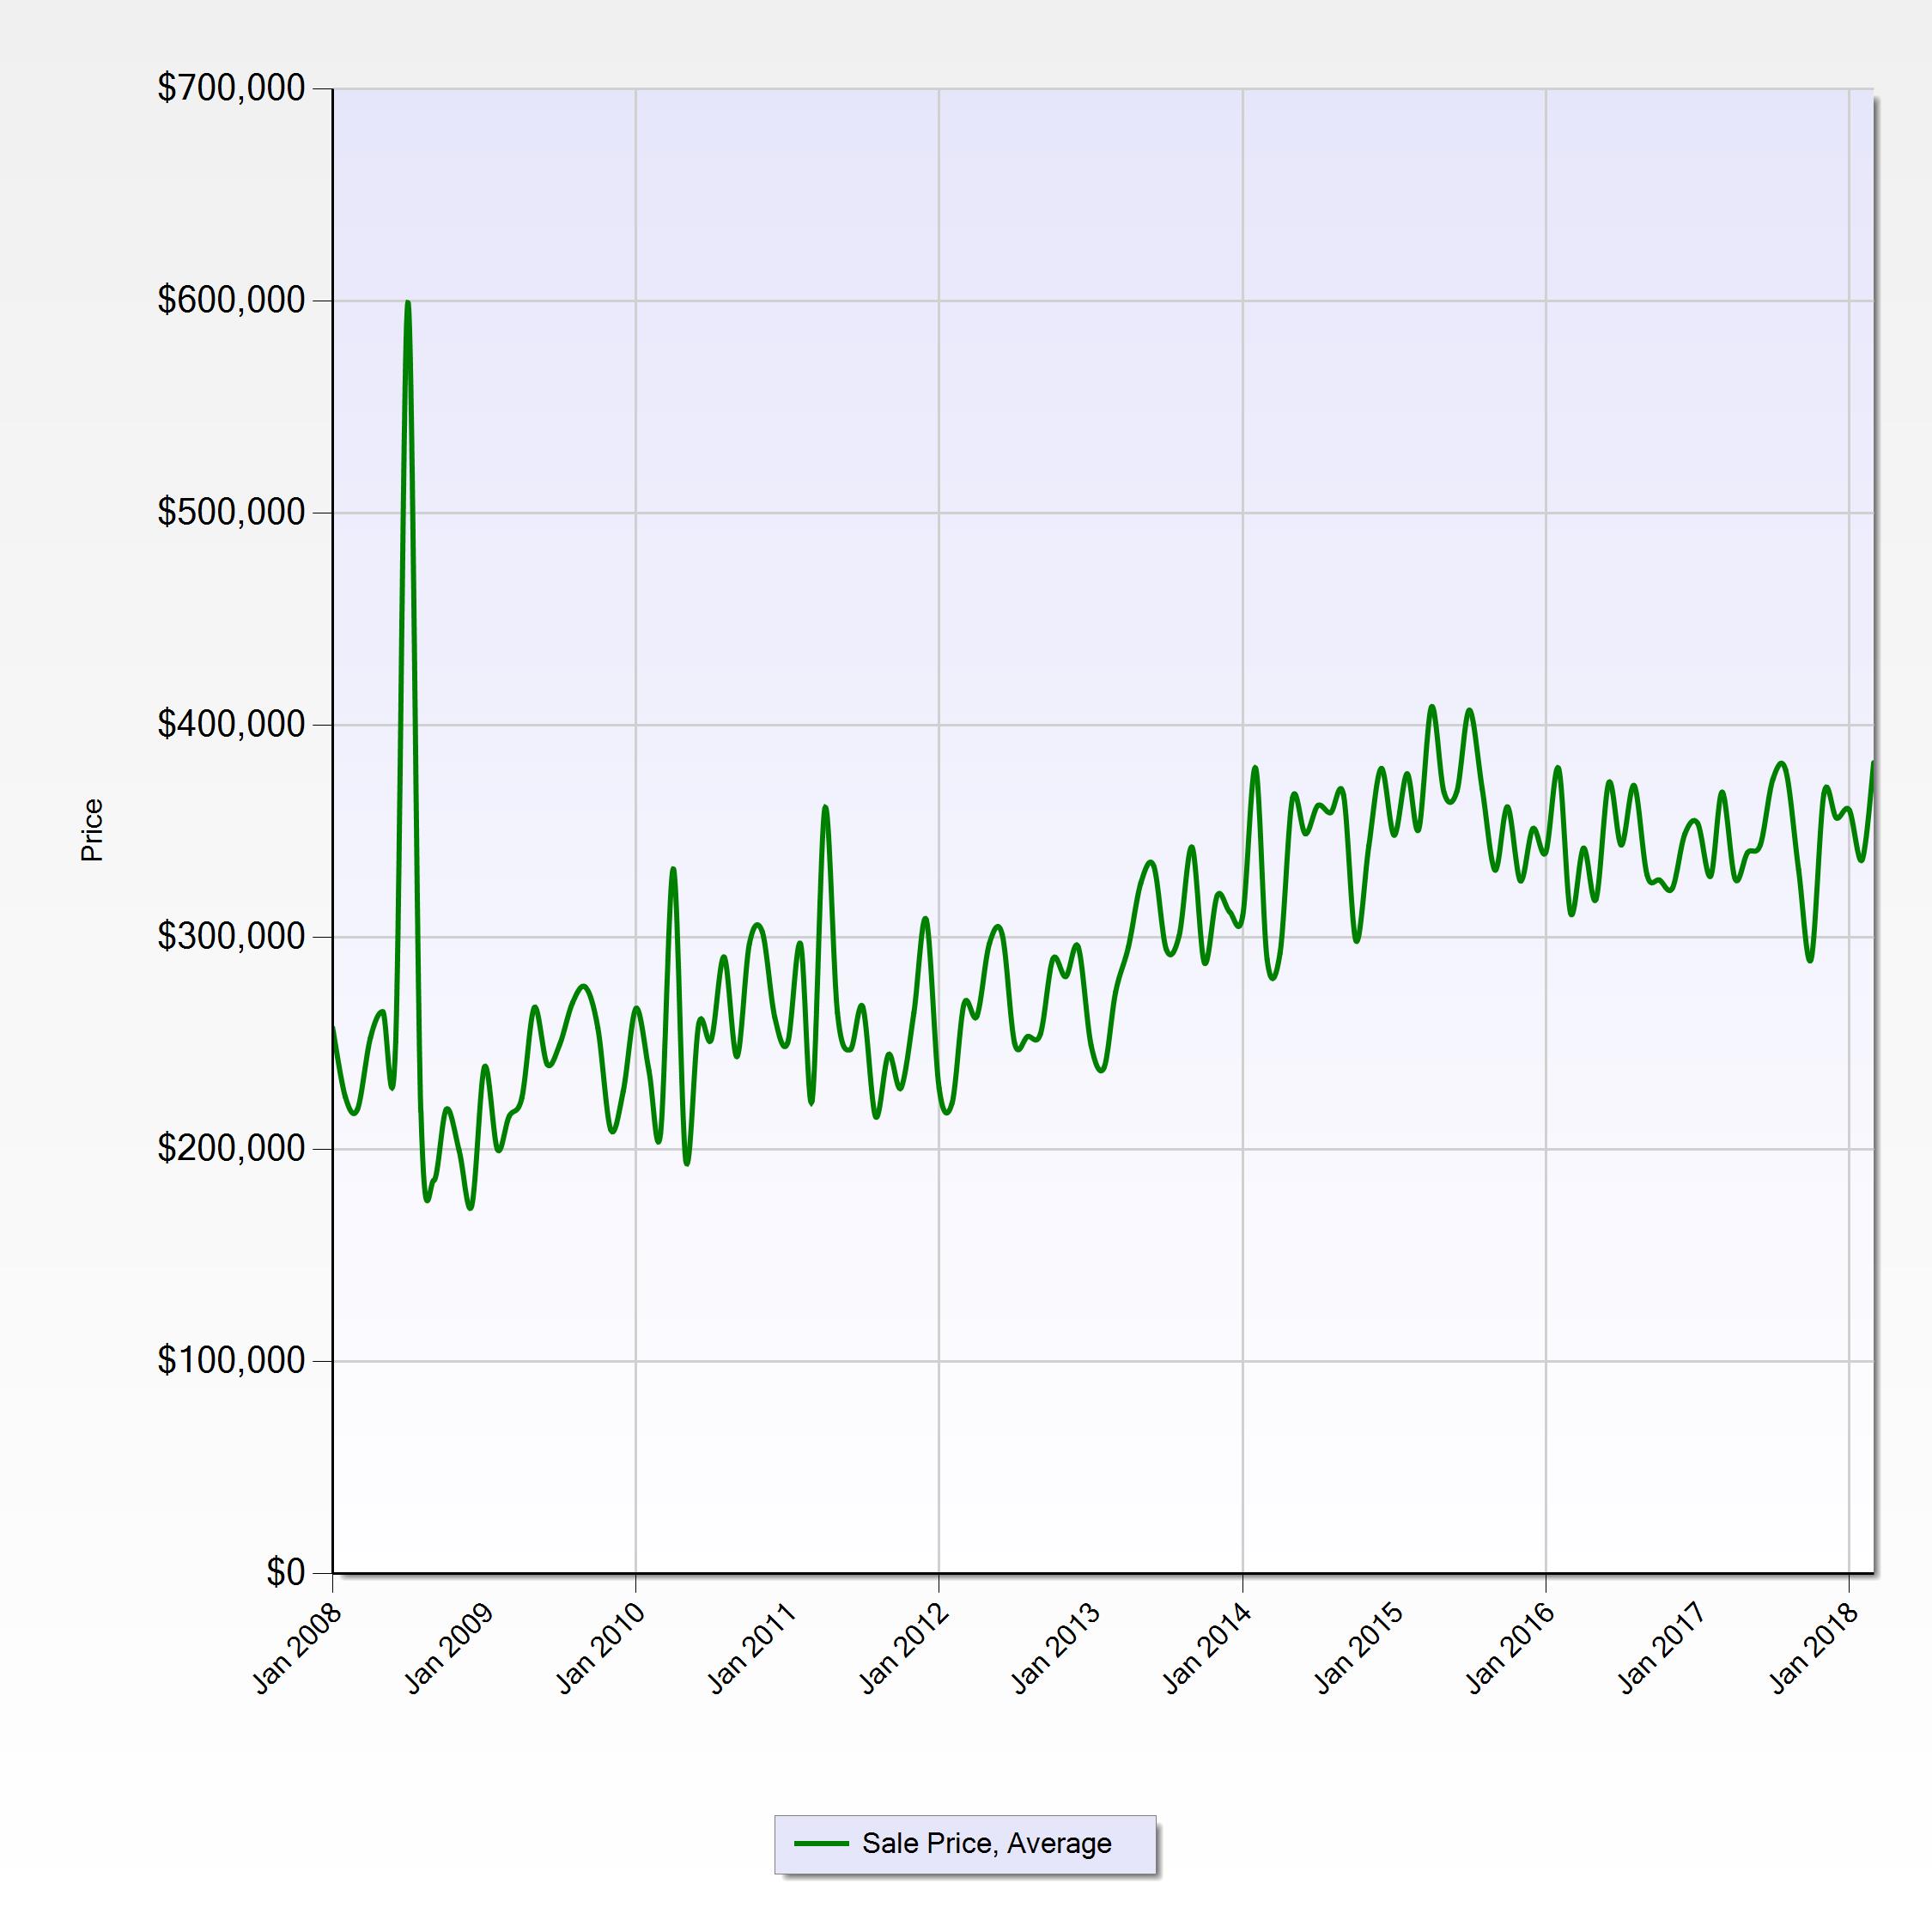 $700,000
$600,000
$500,000
$400,000
$300,000
$200,000
$100,000
$0
Price
Jan 2008
Jan 2009
Jan 2010
Jan 2011
Jan 2012
Jan 2013
Jan 2014
Jan 2015
Jan 2016
Jan 2017
Jan 2018
Sale Price, Average